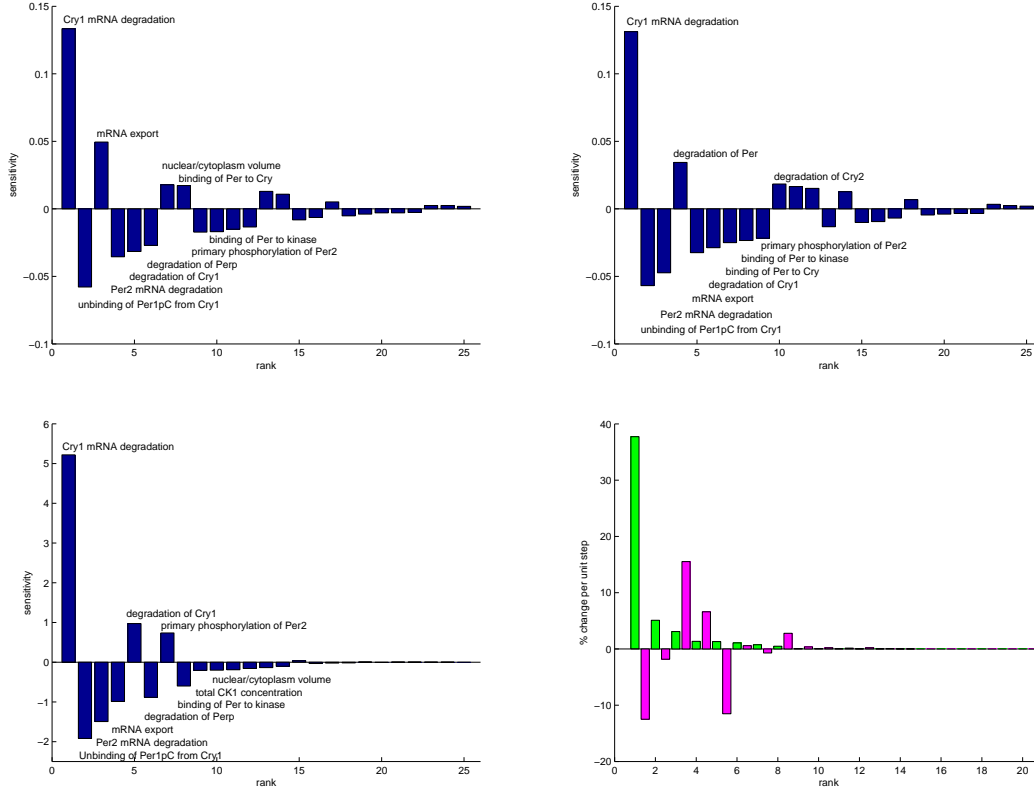 0.15
Cry1 mRNA degradation
0.1
mRNA export
0.05
nuclear/cytoplasm volume
binding of Per to Cry
sensitivity
0
binding of Per to kinase
primary phosphorylation of Per2
degradation of Perp
−0.05
degradation of Cry1
Per2 mRNA degradation
unbinding of Per1pC from Cry1
−0.1
0 5 10 15 20 25
rank
0.15
Cry1 mRNA degradation
0.1
0.05
degradation of Per
degradation of Cry2
sensitivity
0
primary phosphorylation of Per2
binding of Per to kinase
−0.05
binding of Per to Cry
degradation of Cry1
mRNA export
Per2 mRNA degradation
unbinding of Per1pC from Cry1
−0.1
0 5 10 15 20 25
rank
6
Cry1 mRNA degradation
5
4
3
2
sensitivity
degradation of Cry1
1
primary phosphorylation of Per2
0
nuclear/cytoplasm volume
total CK1 concentration
−1
binding of Per to kinase
degradation of Perp
mRNA export
−2
Per2 mRNA degradation
Unbinding of Per1pC from Cry1
0 5 10 15 20 25
rank
40
30
20
10
% change per unit step
0
−10
−20
0 2 4 6 8 10 12 14 16 18 20
rank